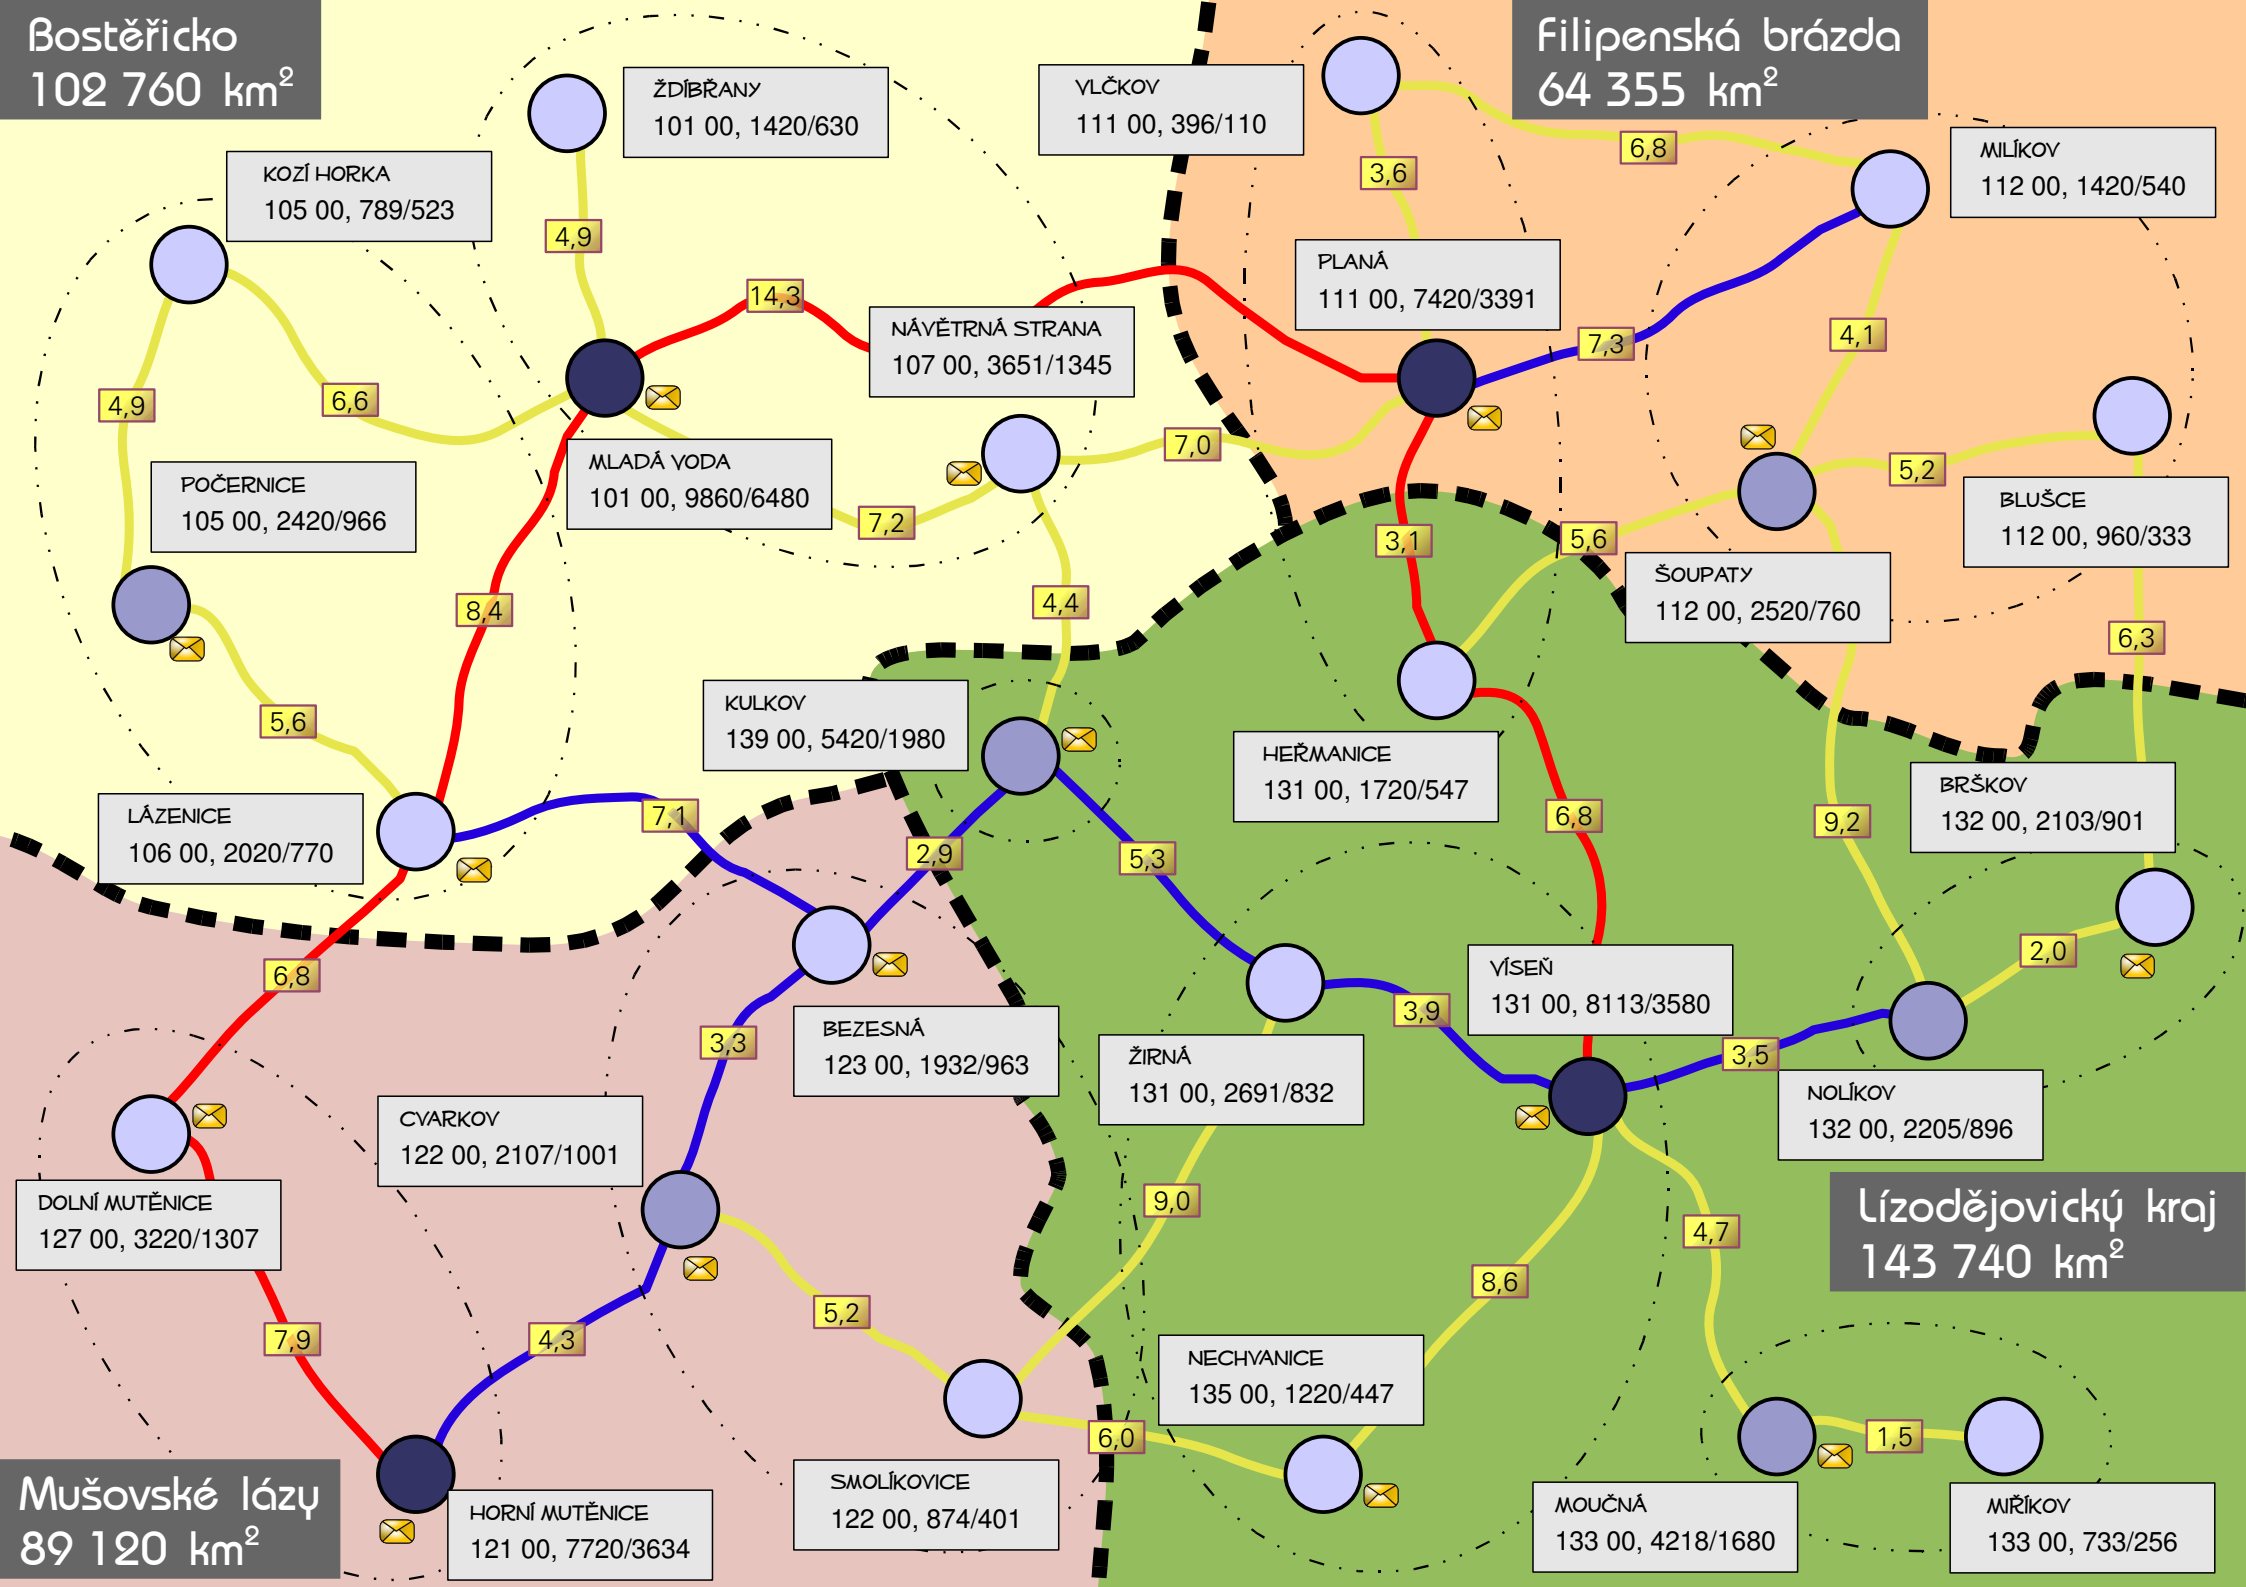 Bostěřicko
102 760 km²
Filipenská brázda
64 355 km²
ŽDÍBŘANY
101 00, 1420/630
VLČKOV
111 00, 396/110
6,8
MILÍKOV
112 00, 1420/540
KOZÍ HORKA
105 00, 789/523
3,6
4,9
PLANÁ
111 00, 7420/3391
14,3
NÁVĚTRNÁ STRANA
107 00, 3651/1345
7,3
4,1
4,9
6,6
MLADÁ VODA
101 00, 9860/6480
7,0
5,2
POČERNICE
105 00, 2420/966
7,2
BLUŠCE
112 00, 960/333
3,1
5,6
ŠOUPATY
112 00, 2520/760
8,4
4,4
6,3
5,6
KULKOV
139 00, 5420/1980
HEŘMANICE
131 00, 1720/547
BRŠKOV
132 00, 2103/901
LÁZENICE
106 00, 2020/770
7,1
2,9
5,3
6,8
9,2
6,8
VÍSEŇ
131 00, 8113/3580
2,0
3,3
BEZESNÁ
123 00, 1932/963
3,9
ŽIRNÁ
131 00, 2691/832
3,5
NOLÍKOV
132 00, 2205/896
CVARKOV
122 00, 2107/1001
DOLNÍ MUTĚNICE
127 00, 3220/1307
9,0
4,7
Lízodějovický kraj
143 740 km²
7,9
4,3
5,2
8,6
NECHVANICE
135 00, 1220/447
6,0
1,5
Mušovské lázy
89 120 km²
HORNÍ MUTĚNICE
121 00, 7720/3634
SMOLÍKOVICE
122 00, 874/401
MOUČNÁ
133 00, 4218/1680
MIŘÍKOV
133 00, 733/256